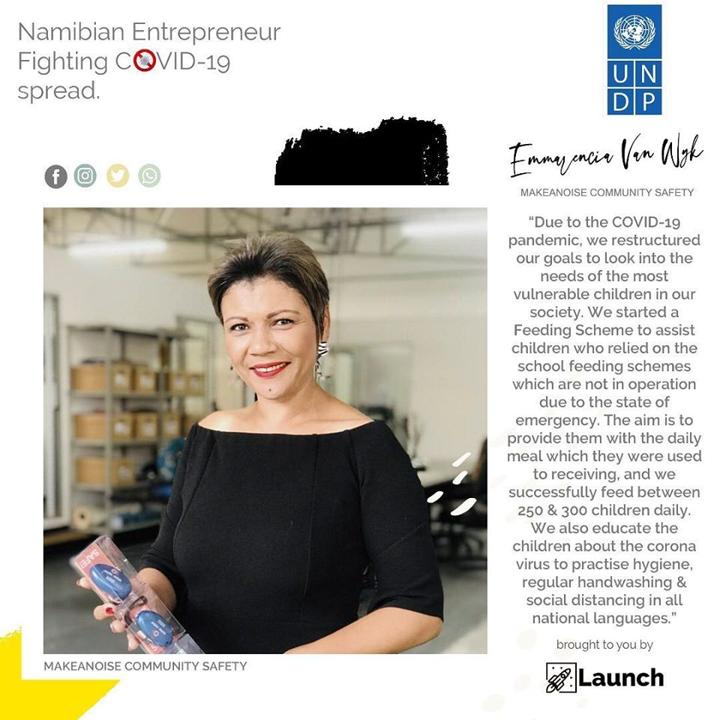 Namibian Entrepreneur
Fighting COVID-19
spread.
UN
DP
Emmarencia Van Wyk
MAKEANOISE COMMUNITY SAFETY
“Due to the COVID-19
pandemic, we restructured
our goals to look into the
needs of the most
vulnerable children in our
society. We started a
Feeding Scheme to assist
children who relied on the
school feeding schemes
which are not in operation
due to the state of
emergency. The aim is to
provide them with the daily
meal which they were used
to receiving, and we
successfully feed between
250 & 300 children daily.
We also educate the
children about the corona
virus to practise hygiene,
regular handwashing &
social distancing in all
national languages.”
brought to you by
Launch
SAFE
MAKEANOISE COMMUNITY SAFETY